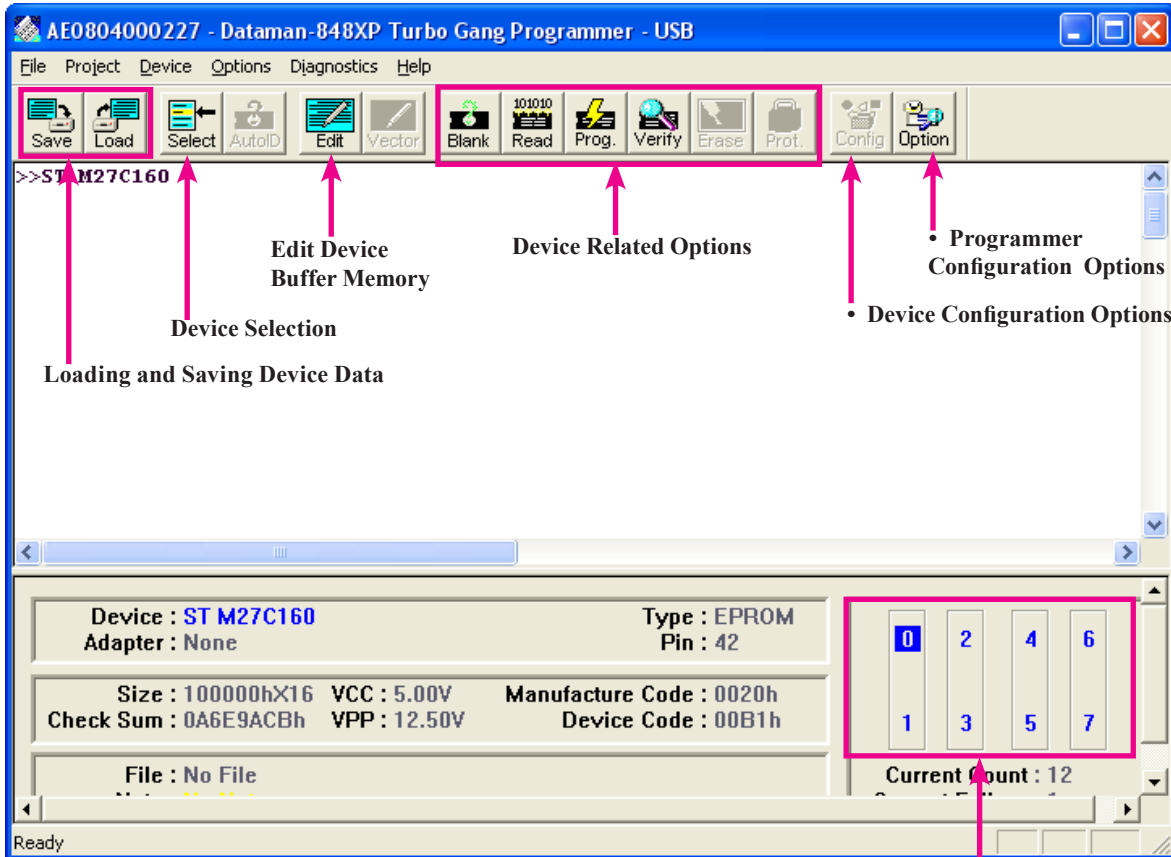 AE0804000227 - Dataman-848XP Turbo Gang Programmer - USB
File Project Device Options Diagnostics Help
Save Load Select AutoID Edit Vector Blank Read Prog. Verify Erase Prot. Config Option
>>ST M27C160
Edit Device
Buffer Memory
Device Related Options
• Programmer
Configuration Options
• Device Configuration Options
Device Selection
Loading and Saving Device Data
Device : ST M27C160 Type : EPROM
Adapter : None Pin : 42
Size : 100000hX16 VCC : 5.00V Manufacture Code : 0020h
Check Sum : 0A6E9ACBh VPP : 12.50V Device Code : 00B1h
0 2 4 6
1 3 5 7
File : No File
Current Count : 12
Ready